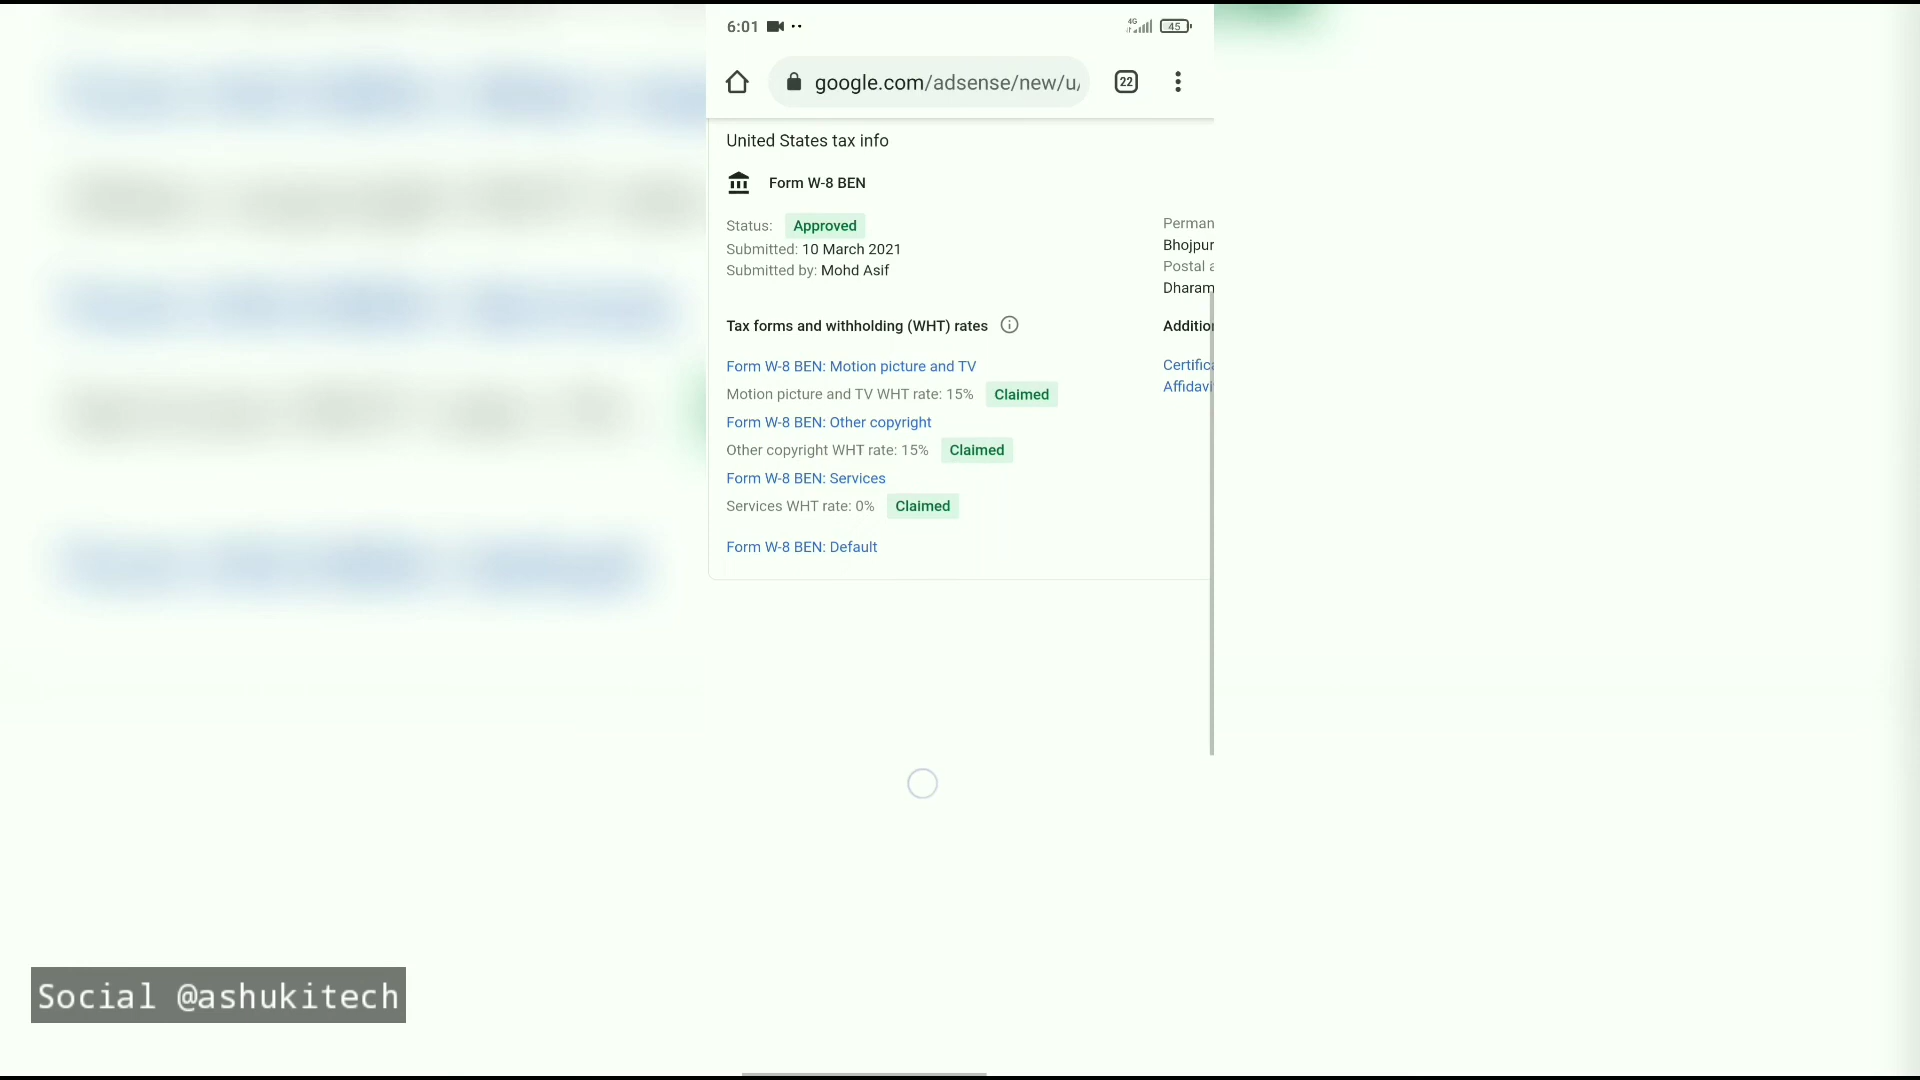 6:01
4G
45
google.com/adsense/new/u/
22
United States tax info
Form W-8 BEN
Status: Approved
Submitted: 10 March 2021
Submitted by: Mohd Asif
Perman
Bhojpur
Postal a
Dharam
Tax forms and withholding (WHT) rates
Form W-8 BEN: Motion picture and TV
Motion picture and TV WHT rate: 15% Claimed
Form W-8 BEN: Other copyright
Other copyright WHT rate: 15% Claimed
Form W-8 BEN: Services
Services WHT rate: 0% Claimed
Form W-8 BEN: Default
Additio
Certifica
Affidavi
Social @ashukitech